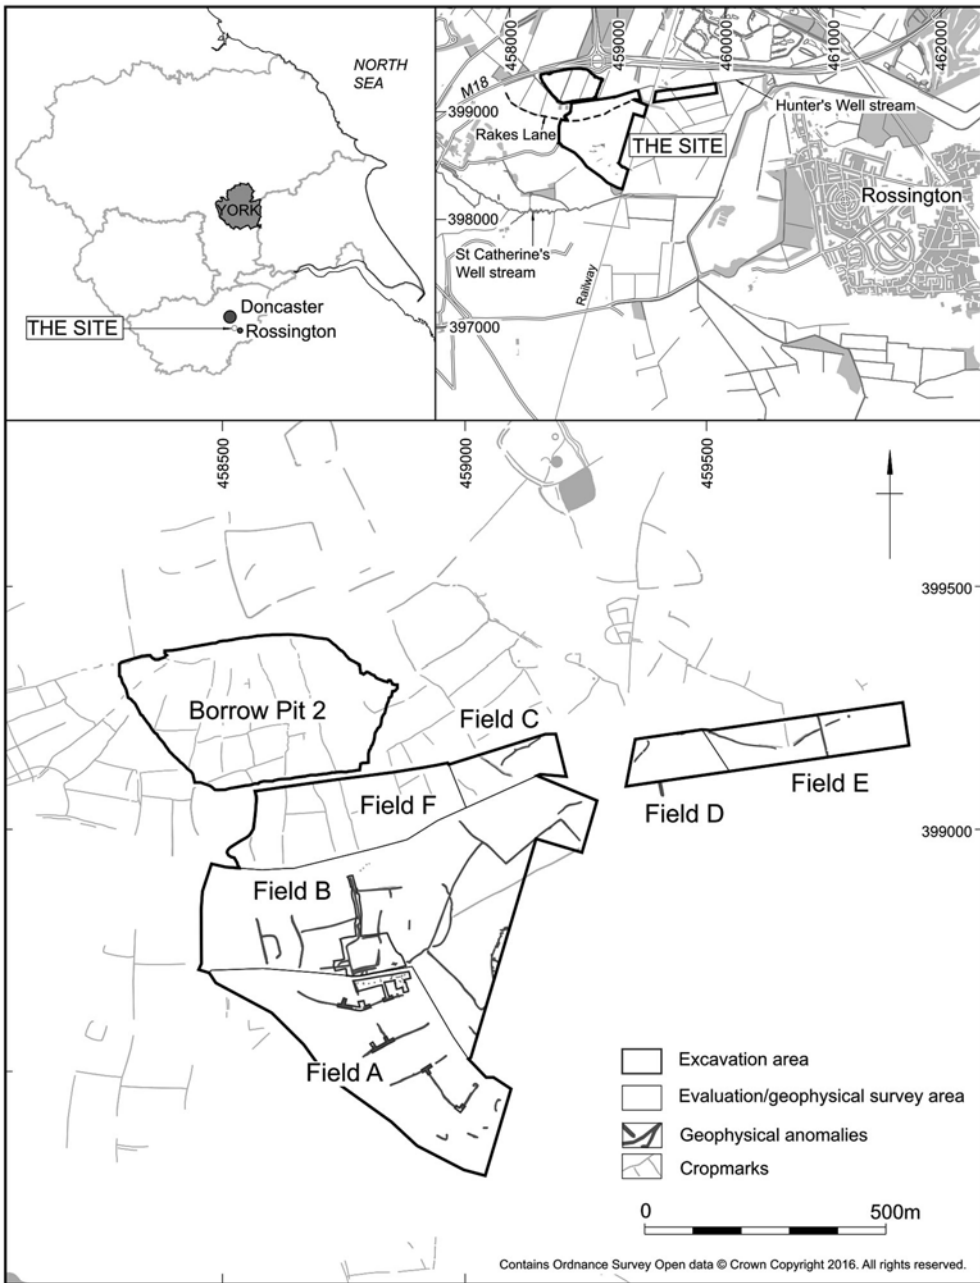 NORTH
SEA
YORK
Doncaster
THE SITE
Rossington
458000
459000
460000
461000
462000
M18
399000
Hunter's Well stream
Rakes Lane
THE SITE
Rossington
398000
St Catherine's
Well stream
Railway
397000
458500
459000
459500
399500
Borrow Pit 2
Field C
Field F
Field E
Field D
399000
Field B
Field A
Excavation area
Evaluation/geophysical survey area
Geophysical anomalies
Cropmarks
0
500m
Contains Ordnance Survey Open data © Crown Copyright 2016. All rights reserved.